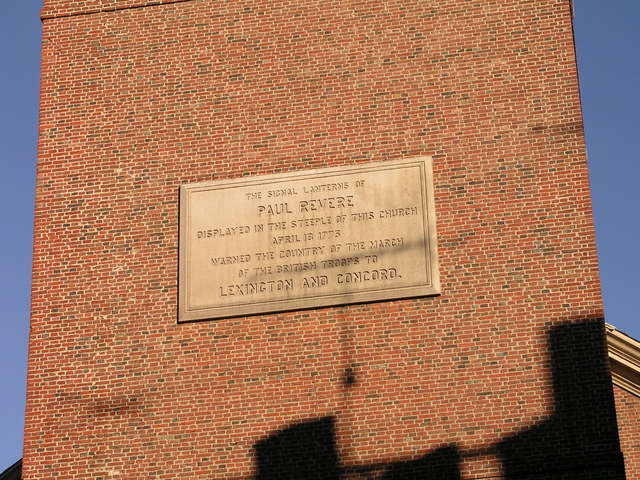 THE SIGNAL LANTERNS OF
PAUL REVERE
DISPLAYED IN THE STEEPLE OF THIS CHURCH
APRIL 18 1775
WARNED THE COUNTRY OF THE MARCH
OF THE BRITISH TROOPS TO
LEXINGTON AND CONCORD.